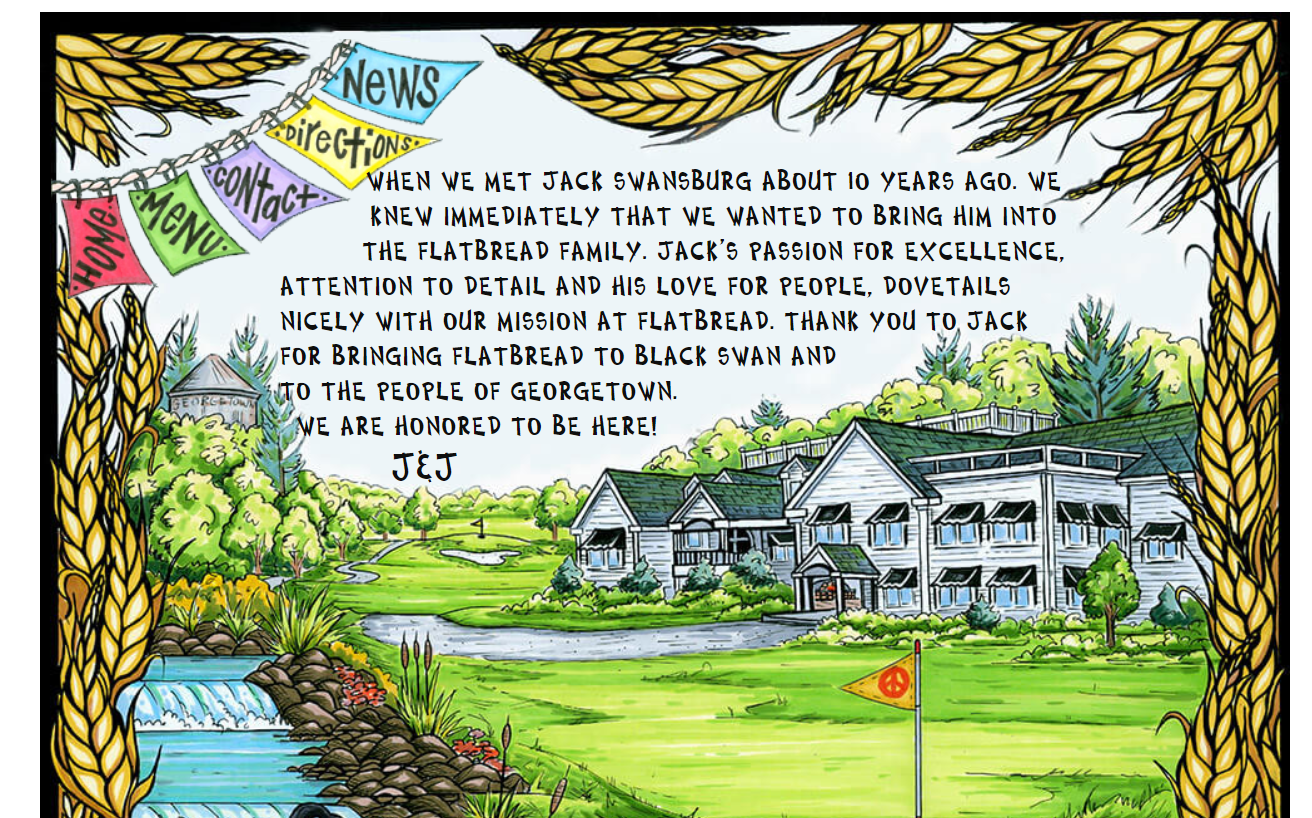 News
Directions
Contact
Menu
Home
WHEN WE MET JACK SWANSBURG ABOUT 10 YEARS AGO. WE
KNEW IMMEDIATELY THAT WE WANTED TO BRING HIM INTO
THE FLATBREAD FAMILY. JACK'S PASSION FOR EXCELLENCE,
ATTENTION TO DETAIL AND HIS LOVE FOR PEOPLE, DOVETAILS
NICELY WITH OUR MISSION AT FLATBREAD. THANK YOU TO JACK
FOR BRINGING FLATBREAD TO BLACK SWAN AND
TO THE PEOPLE OF GEORGETOWN.
WE ARE HONORED TO BE HERE!
J&J
GEORGETOWN